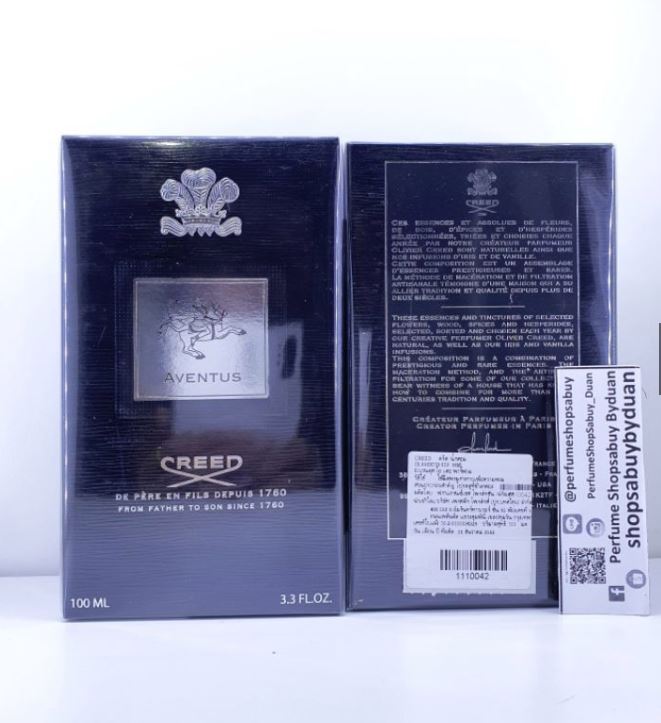 AVENTUS
CREED
DE PÈRE EN FILS DEPUIS 1760
FROM FATHER TO SON SINCE 1760
100 ML
3.3 FL.OZ.
CREED
CES ESSENCES ET ABSOLUES DE FLEURS,
DE BOIS, D'ÉPICES ET D'HESPÉRIDES
SÉLECTIONNÉES, TRIÉES ET CHOISIES CHAQUE
ANNÉE PAR NOTRE CRÉATEUR PARFUMEUR
OLIVIER CREED SONT NATURELLES AINSI QUE
NOS INFUSIONS D'IRIS ET DE VANILLE.
CETTE COMPOSITION EST UN ASSEMBLAGE
D'ESSENCES PRESTIGIEUSES ET RARES.
LA MÉTHODE DE MACÉRATION ET DE FILTRATION
ARTISANALE TÉMOIGNE D'UNE MAISON QUI A SU
ALLIER TRADITION ET QUALITÉ DEPUIS PLUS DE
DEUX SIÈCLES.
THESE ESSENCES AND TINCTURES OF SELECTED
FLOWERS, WOOD, SPICES AND HESPERIDES,
SELECTED, SORTED AND CHOSEN EACH YEAR BY
OUR CREATIVE PERFUMER OLIVER CREED, ARE
NATURAL, AS WELL AS OUR IRIS AND VANILLA
INFUSIONS.
THIS COMPOSITION IS A COMBINATION OF
PRESTIGIOUS AND RARE ESSENCES. THE
MACERATION METHOD, AND THE
FILTRATION FOR SOME OF OUR
BEAR WITNESS OF A HOUSE THAT HAS
HOW TO COMBINE FOR MORE THAN
CENTURIES TRADITION AND QUALITY.
CRÉATEUR PARFUMEUR À PARIS
CREATOR PERFUMER IN PARIS
FRANCE
USA
CREED
1110042
@perfumeshopsabuy
PerfumeShopSabuy_Duan
Perfume Shopsabuy Byduan
shopsabuybyduan